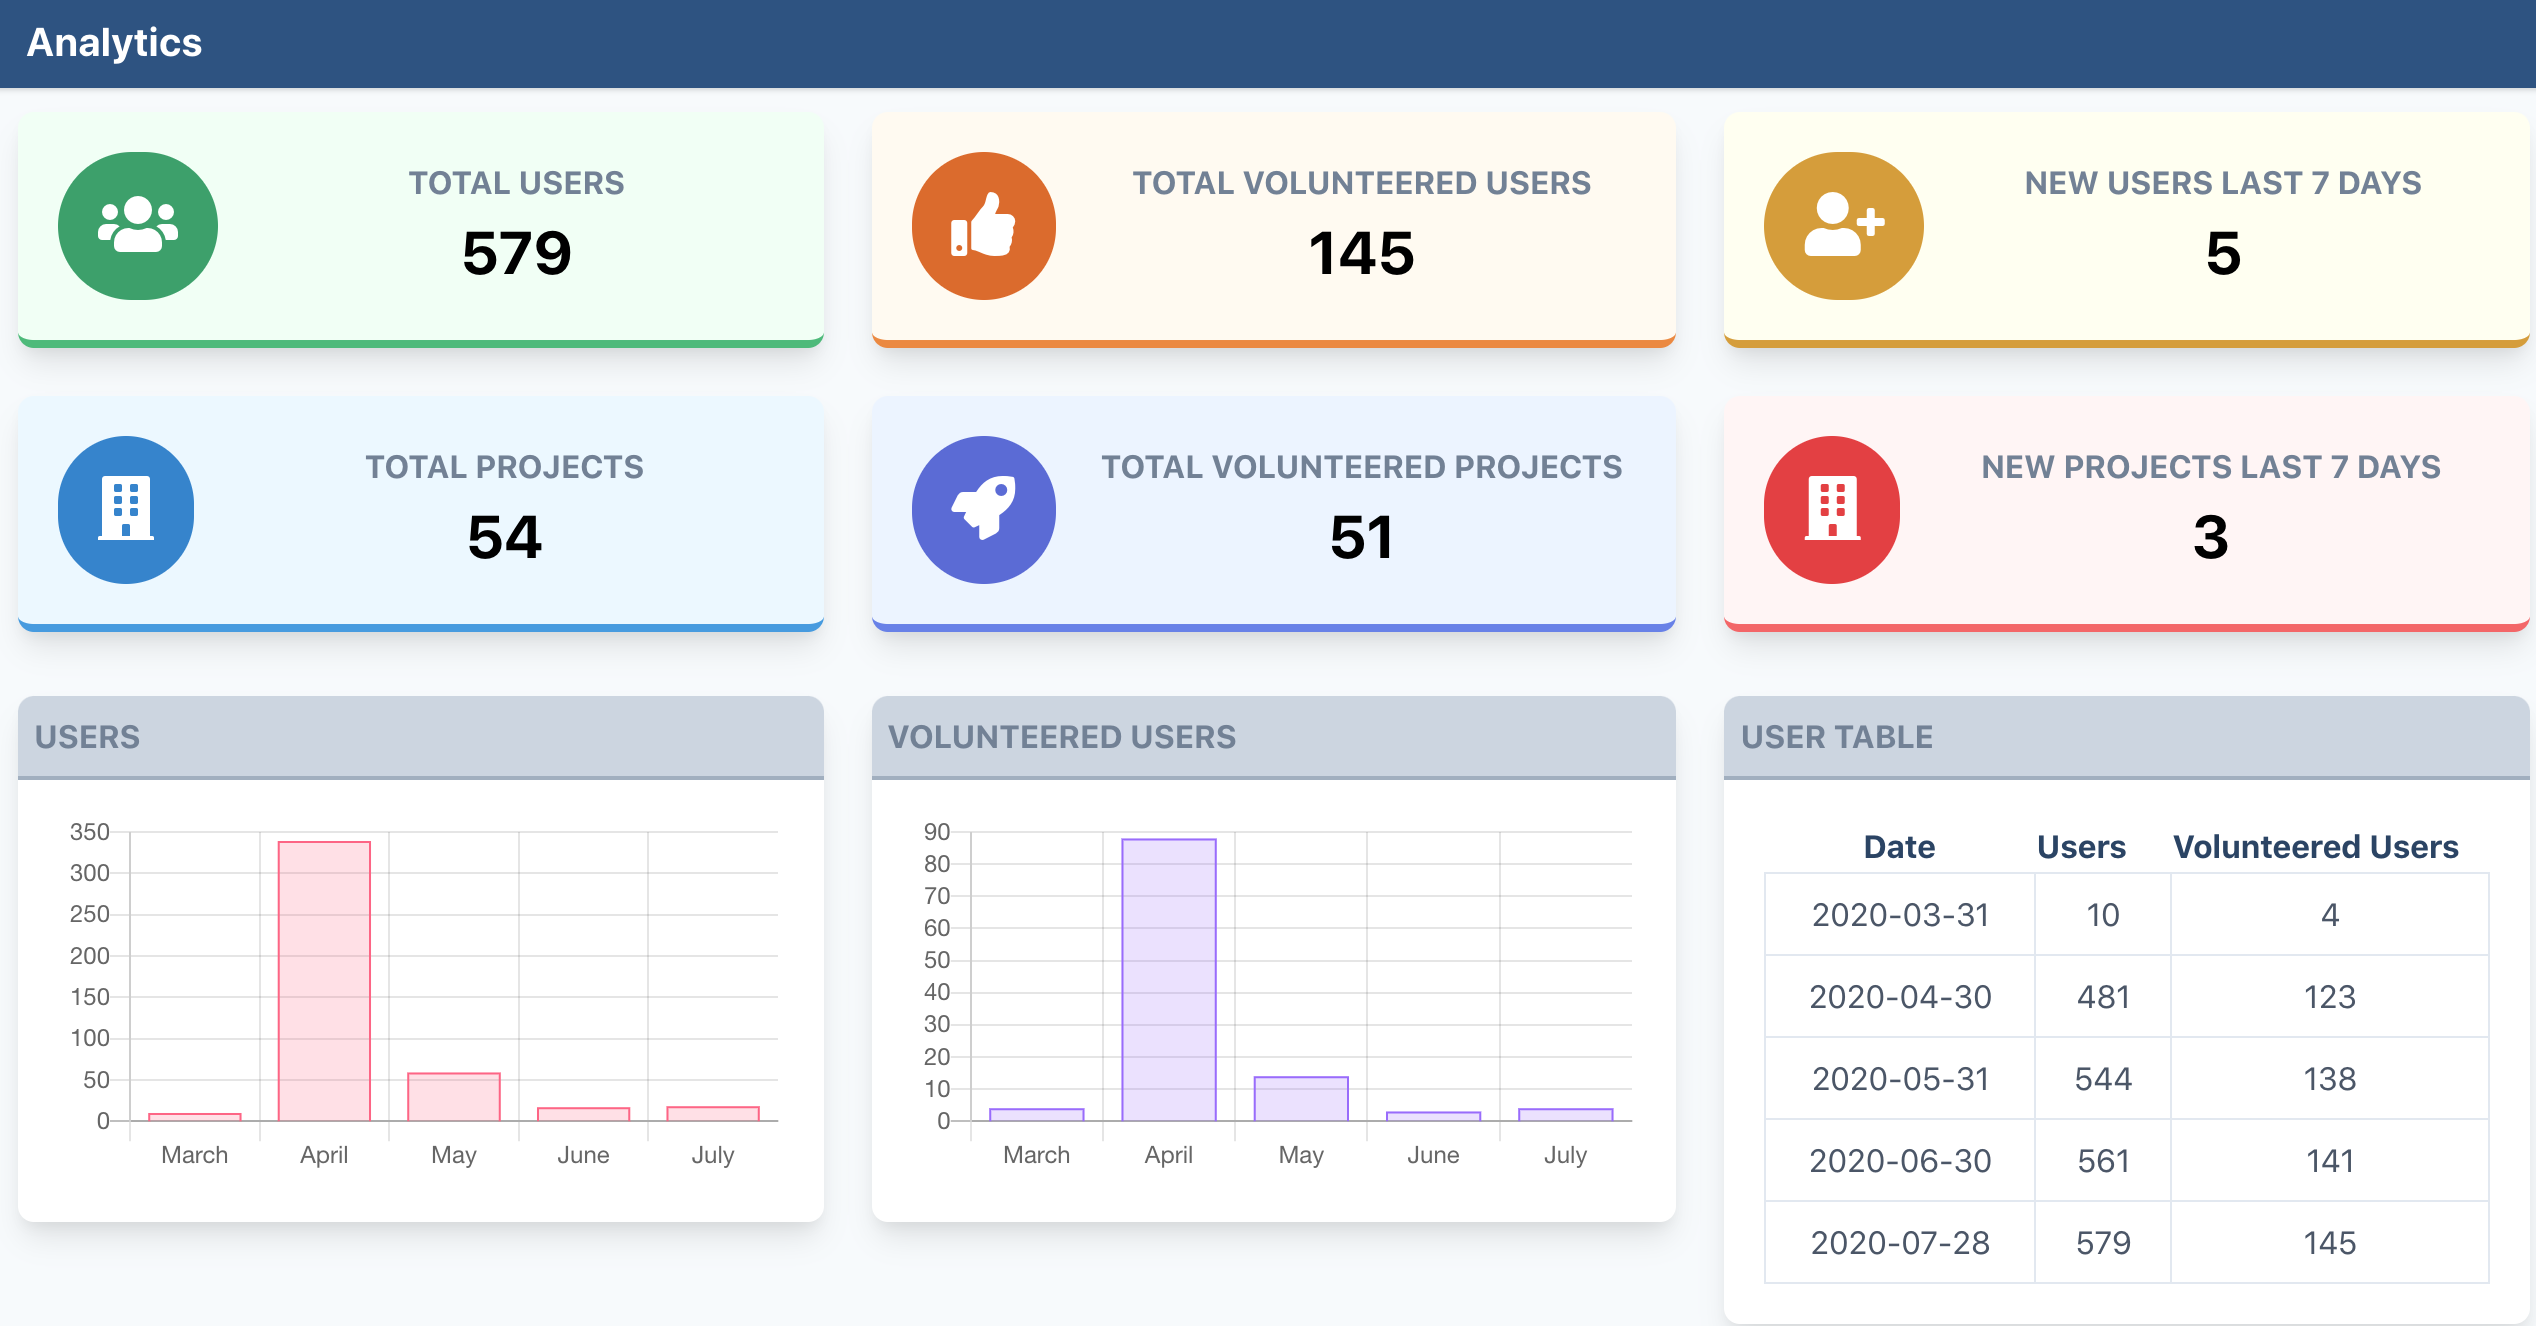 Analytics
TOTAL USERS
579
TOTAL VOLUNTEERED USERS
145
NEW USERS LAST 7 DAYS
5
TOTAL PROJECTS
54
TOTAL VOLUNTEERED PROJECTS
51
NEW PROJECTS LAST 7 DAYS
3
USERS
350
300
250
200
150
100
50
0
March April May June July
VOLUNTEERED USERS
90
80
70
60
50
40
30
20
10
0
March April May June July
USER TABLE
Date Users Volunteered Users
2020-03-31 10 4
2020-04-30 481 123
2020-05-31 544 138
2020-06-30 561 141
2020-07-28 579 145